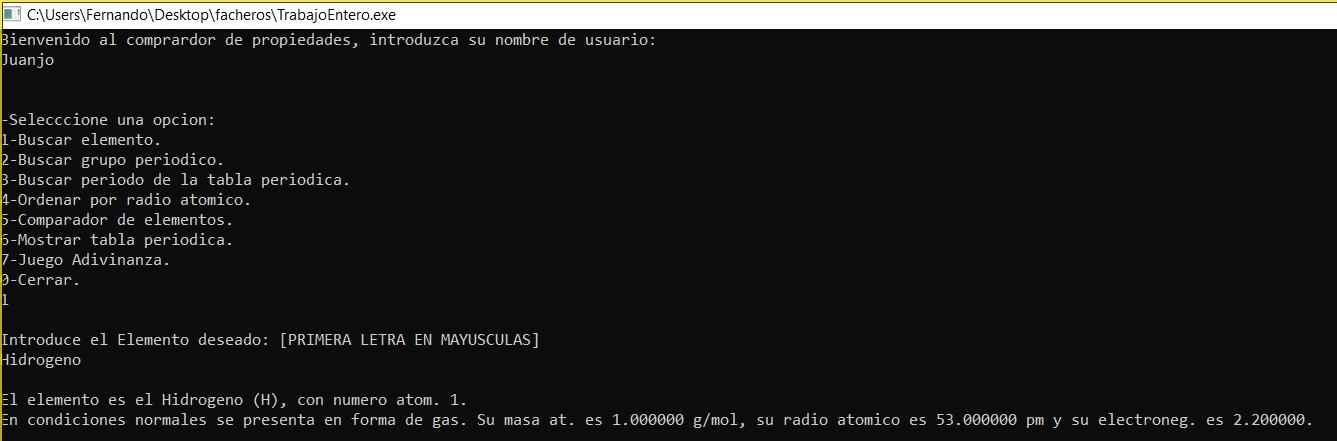 C:\Users\Fernando\Desktop\facheros\TrabajoEntero.exe
Bienvenido al comprardor de propiedades, introduzca su nombre de usuario:
Juanjo
-Selecccione una opcion:
1-Buscar elemento.
2-Buscar grupo periodico.
3-Buscar periodo de la tabla periodica.
4-Ordenar por radio atomico.
5-Comparador de elementos.
6-Mostrar tabla periodica.
7-Juego Adivinanza.
0-Cerrar.
1
Introduce el Elemento deseado: [PRIMERA LETRA EN MAYUSCULAS]
Hidrogeno
El elemento es el Hidrogeno (H), con numero atom. 1.
En condiciones normales se presenta en forma de gas. Su masa at. es 1.000000 g/mol, su radio atomico es 53.000000 pm y su electroneg. es 2.200000.